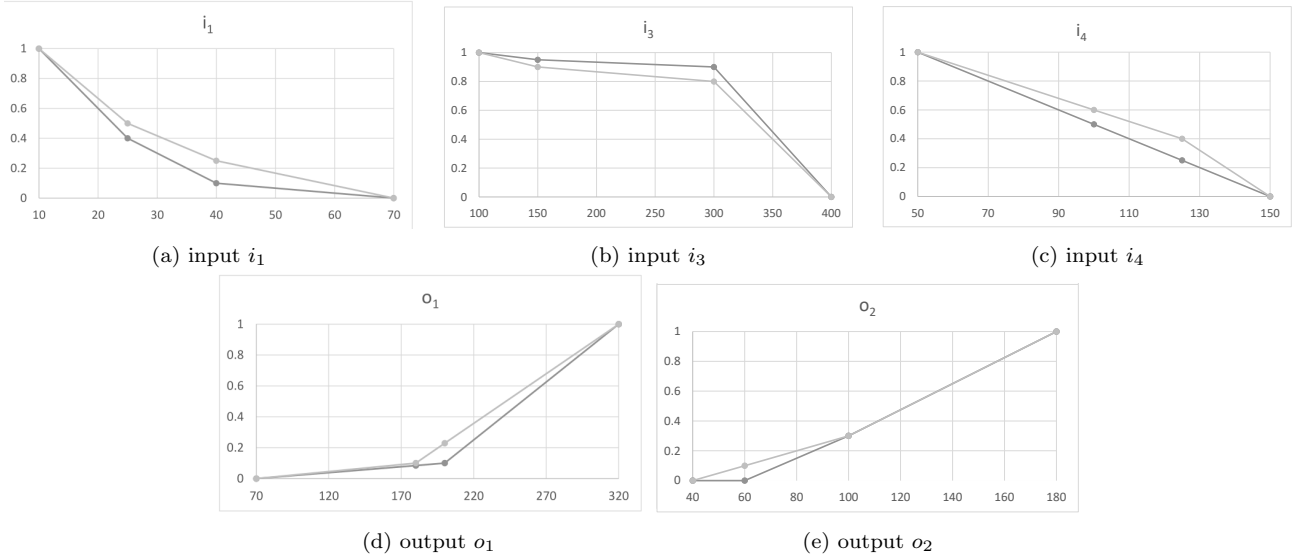 i₁
1
0.8
0.6
0.4
0.2
0
10 20 30 40 50 60 70
(a) input i₁
i₃
1
0.8
0.6
0.4
0.2
0
100 150 200 250 300 350 400
(b) input i₃
i₄
1
0.8
0.6
0.4
0.2
0
50 70 90 110 130 150
(c) input i₄
o₁
1
0.8
0.6
0.4
0.2
0
70 120 170 220 270 320
(d) output o₁
o₂
1
0.8
0.6
0.4
0.2
0
40 60 80 100 120 140 160 180
(e) output o₂